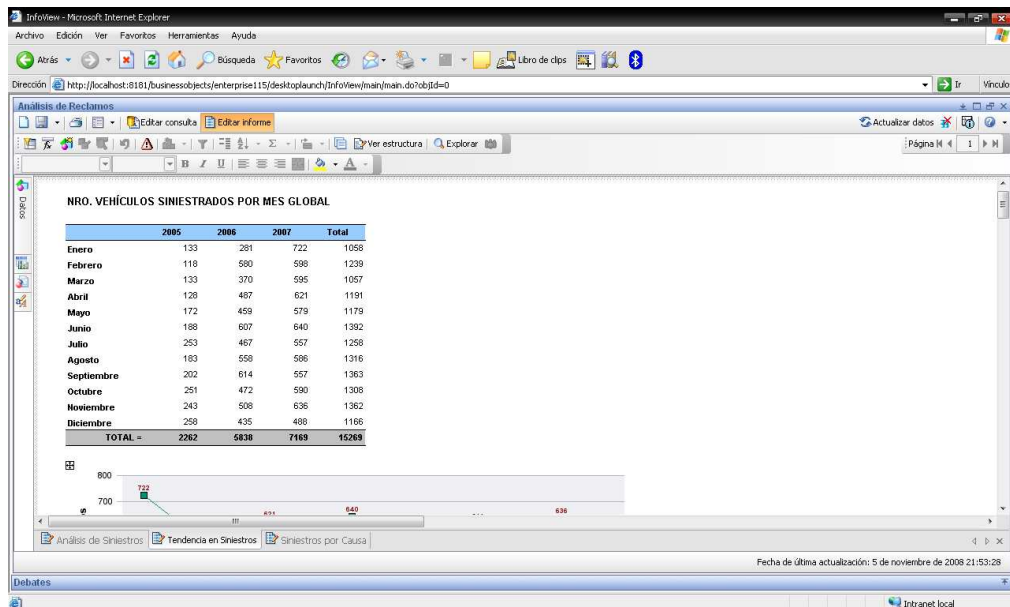 InfoView - Microsoft Internet Explorer
Archivo Edición Ver Favoritos Herramientas Ayuda
Atrás Búsqueda Favoritos Libro de clips
Dirección http://localhost:8181/businessobjects/enterprise115/desktoplaunch/InfoView/main/main.do?objId=0 Ir Vínculo
Análisis de Reclamos
Editar consulta Editar informe Actualizar datos
Ver estructura Explorar Página 1
B I U A
Datos
NRO. VEHÍCULOS SINIESTRADOS POR MES GLOBAL
2005 2006 2007 Total
Enero 133 281 722 1058
Febrero 118 580 598 1239
Marzo 133 370 595 1057
Abril 128 487 621 1191
Mayo 172 459 579 1179
Junio 188 607 640 1392
Julio 253 467 557 1258
Agosto 183 558 586 1316
Septiembre 202 614 557 1363
Octubre 251 472 590 1308
Noviembre 243 508 636 1362
Diciembre 258 435 488 1166
TOTAL = 2262 5838 7169 15269
800
722
700
621 640 636
Análisis de Siniestros Tendencia en Siniestros Siniestros por Causa
Fecha de última actualización: 5 de noviembre de 2008 21:53:28
Debates
Intranet local